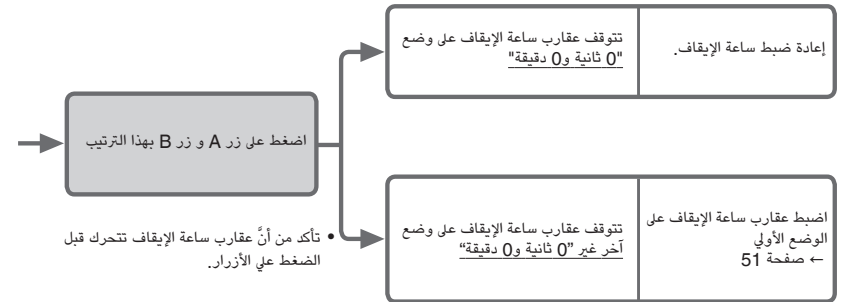 اضغط على زر A و زر B بهذا الترتيب
• تأكد من أنَّ عقارب ساعة الإيقاف تتحرك قبل
الضغط علي الأزرار.
تتوقف عقارب ساعة الإيقاف على وضع
"0 ثانية و0 دقيقة"
إعادة ضبط ساعة الإيقاف.
تتوقف عقارب ساعة الإيقاف على وضع
آخر غير ”0 ثانية و0 دقيقة“
اضبط عقارب ساعة الإيقاف على
الوضع الأولي
← صفحة 51